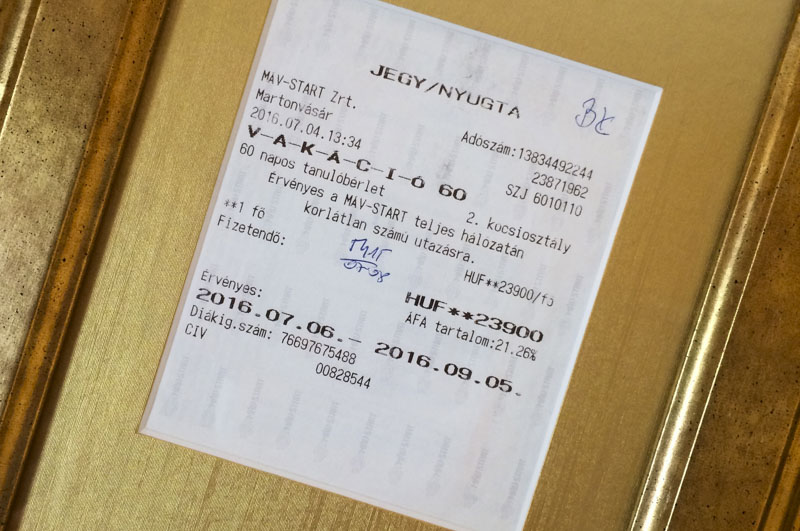 JEGY/NYUGTA
MÁV-START Zrt.
Martonvásár
2016.07.04.13:34
Adószám:13834492244
23871962
SZJ 6010110
V-A-K-Á-C-I-Ó 60
60 napos tanulóbérlet
2. kocsiosztály
Érvényes a MÁV-START teljes hálózatán
korlátlan számú utazásra.
**1 fő
HUF**23900/fő
Fizetendő:
HUF**23900
ÁFA tartalom:21.26%
Érvényes:
2016.07.06.– 2016.09.05.
Diákig.szám: 76697675488
CIV
00828544